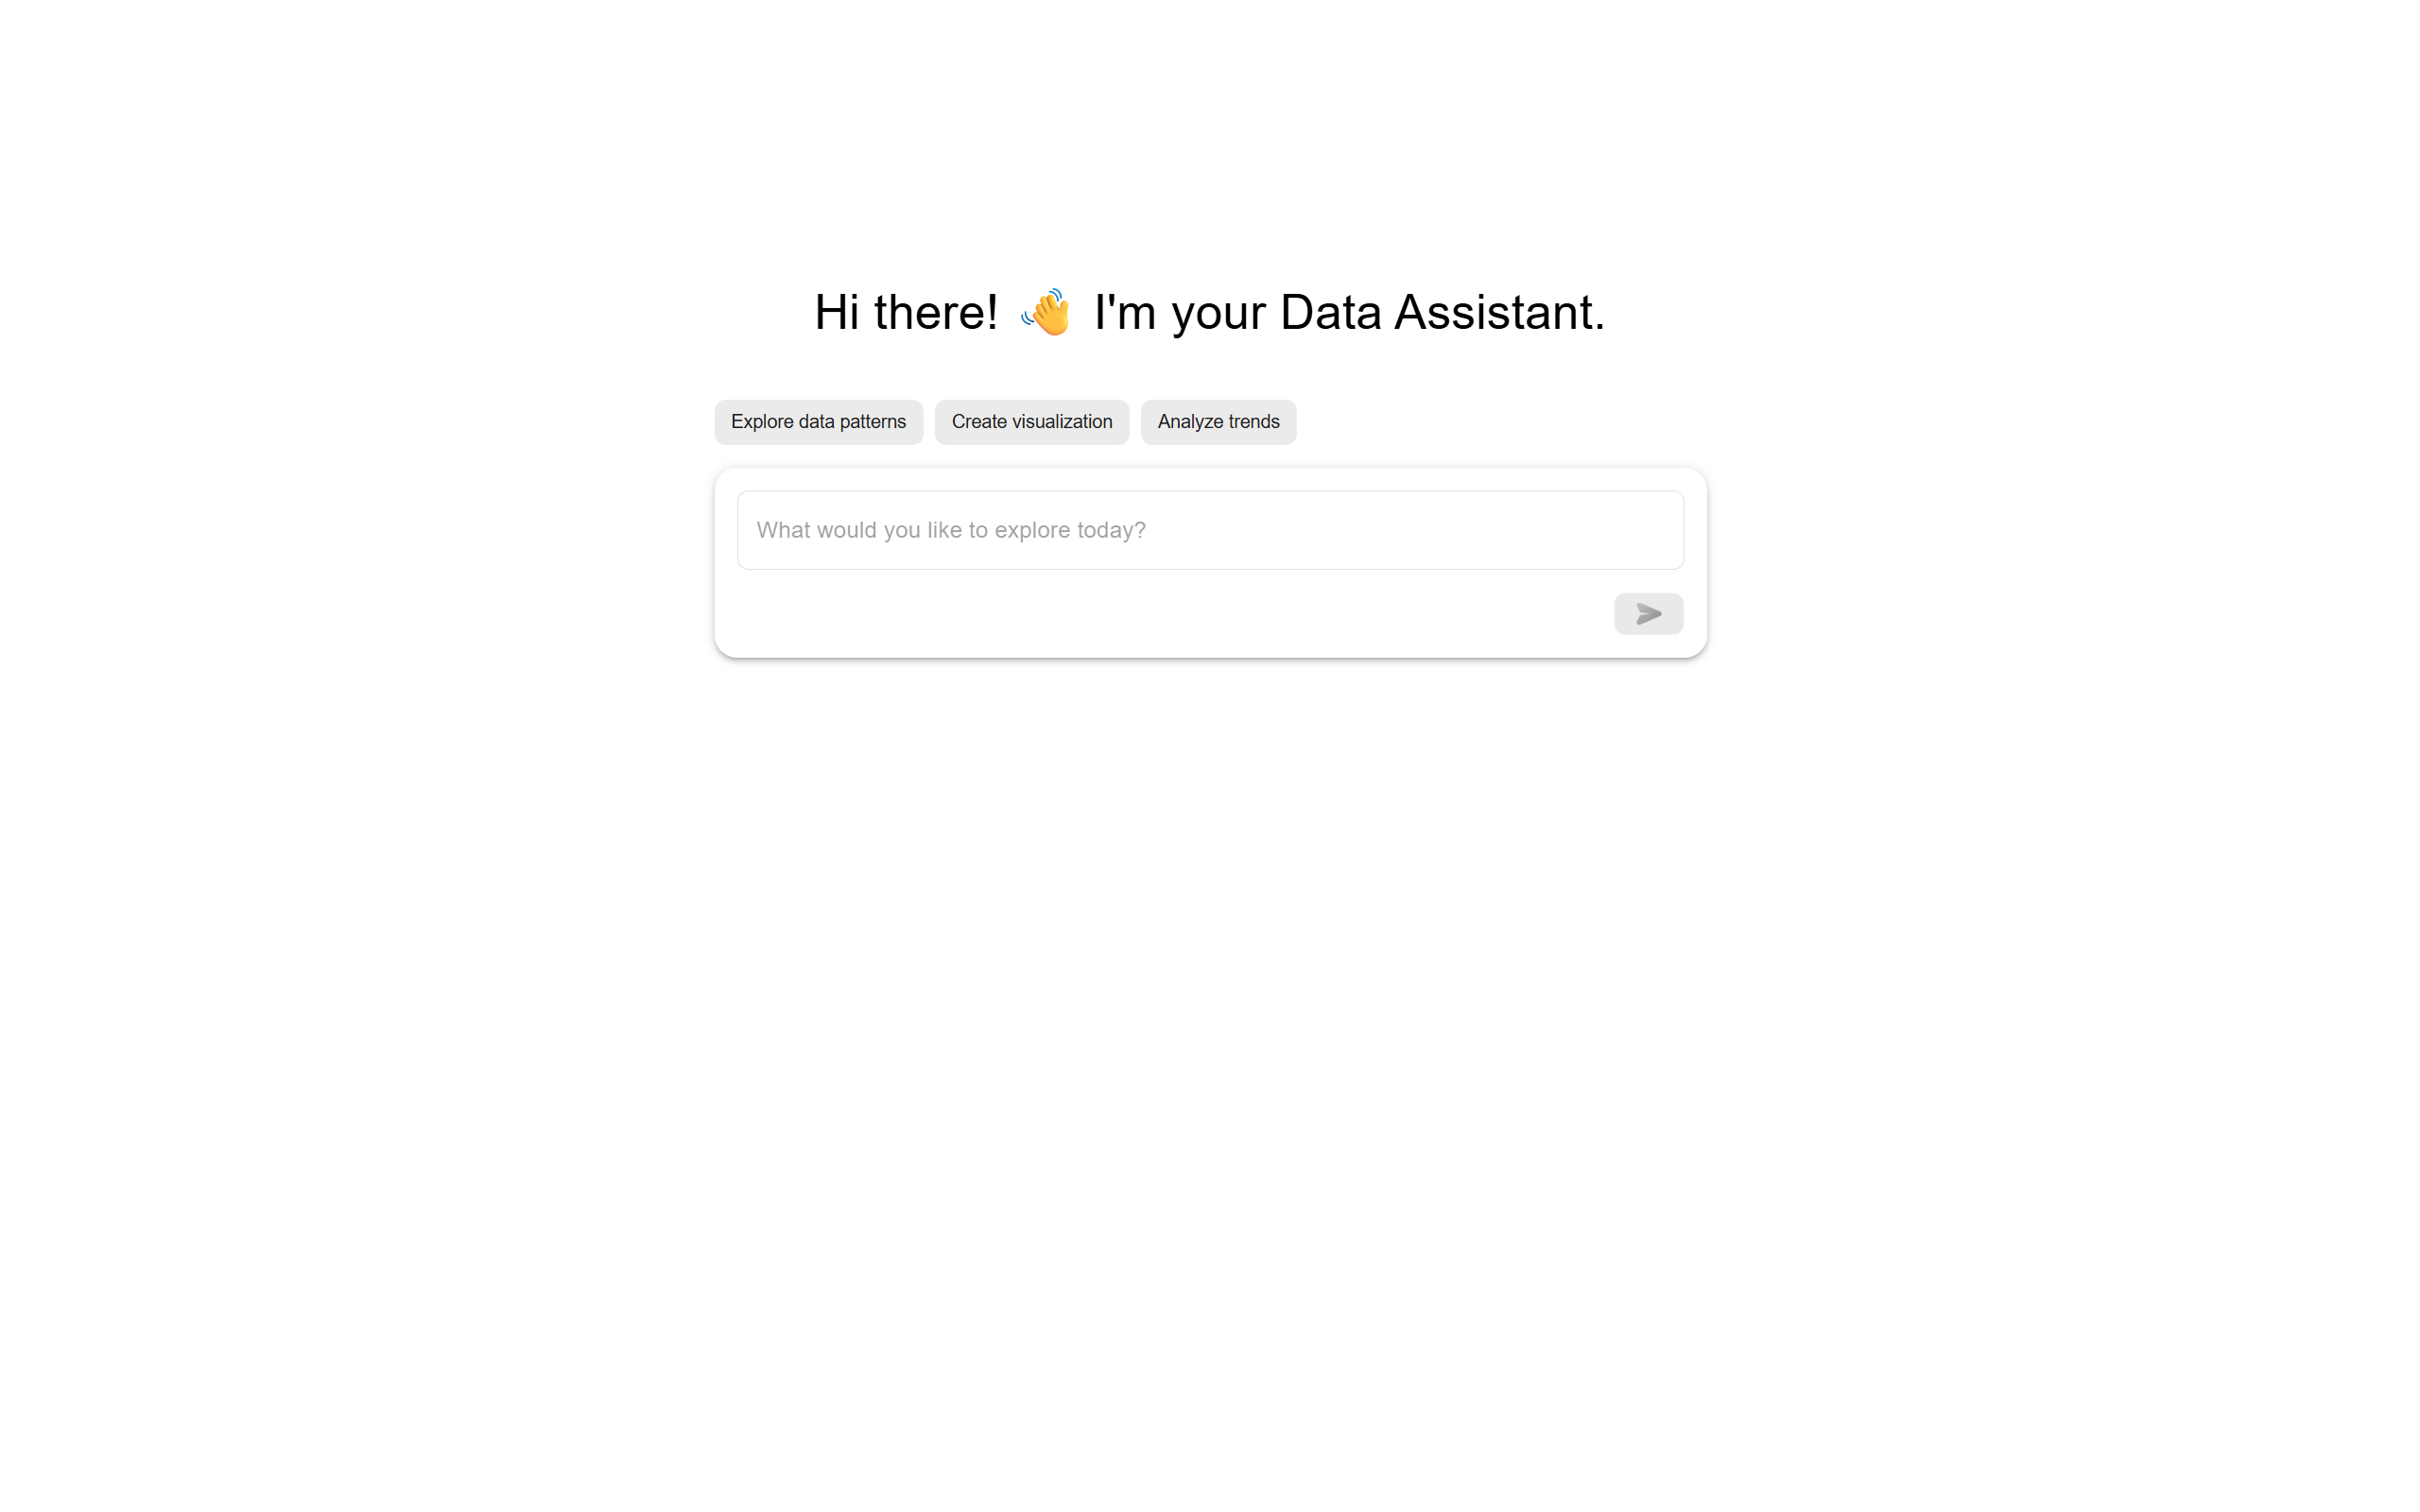 Hi there! 👋 I'm your Data Assistant.
Explore data patterns Create visualization Analyze trends
What would you like to explore today?